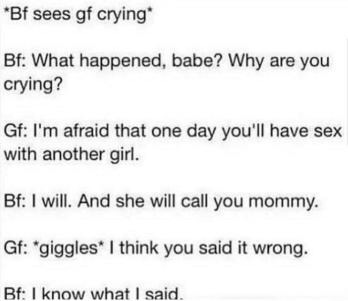 *Bf sees gf crying*
Bf: What happened, babe? Why are you
crying?
Gf: I'm afraid that one day you'll have sex
with another girl.
Bf: I will. And she will call you mommy.
Gf: *giggles* I think you said it wrong.
Bf: I know what I said.